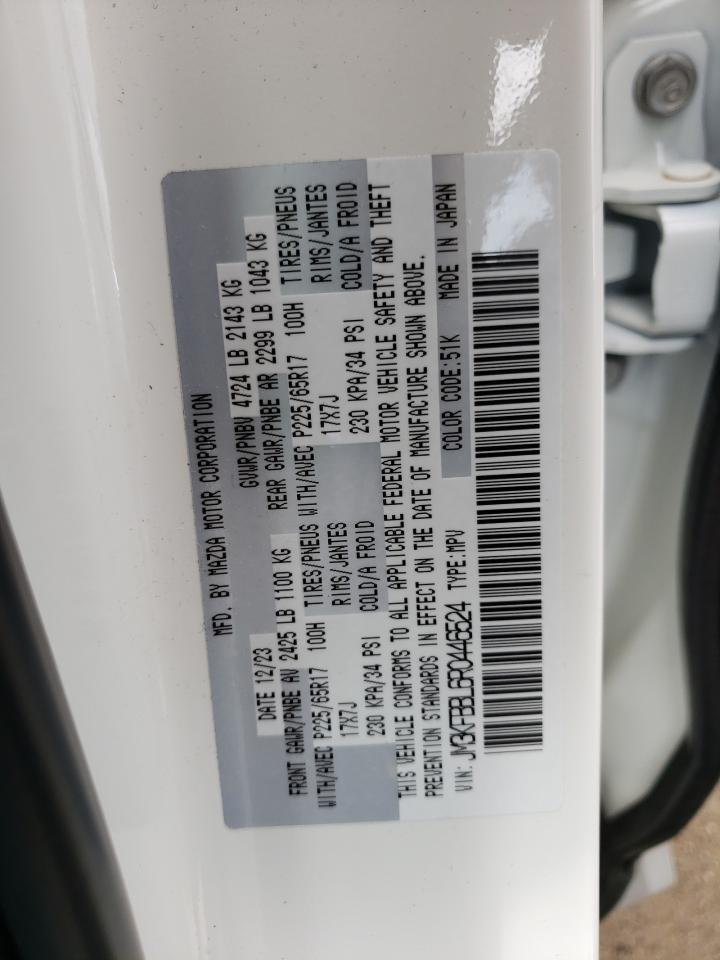 MFD. BY MAZDA MOTOR CORPORATION
DATE 12/23 GVWR/PNBV 4724 LB 2143 KG
FRONT GAWR/PNBE AV 2425 LB 1100 KG REAR GAWR/PNBE AR 2299 LB 1043 KG
WITH/AVEC P225/65R17 100H TIRES/PNEUS WITH/AVEC P225/65R17 100H TIRES/PNEUS
17X7J RIMS/JANTES 17X7J RIMS/JANTES
230 KPA/34 PSI COLD/A FROID 230 KPA/34 PSI COLD/A FROID
THIS VEHICLE CONFORMS TO ALL APPLICABLE FEDERAL MOTOR VEHICLE SAFETY AND THEFT
PREVENTION STANDARDS IN EFFECT ON THE DATE OF MANUFACTURE SHOWN ABOVE.
VIN: JM3KFBBL6R0446524 TYPE:MPV COLOR CODE:51K MADE IN JAPAN